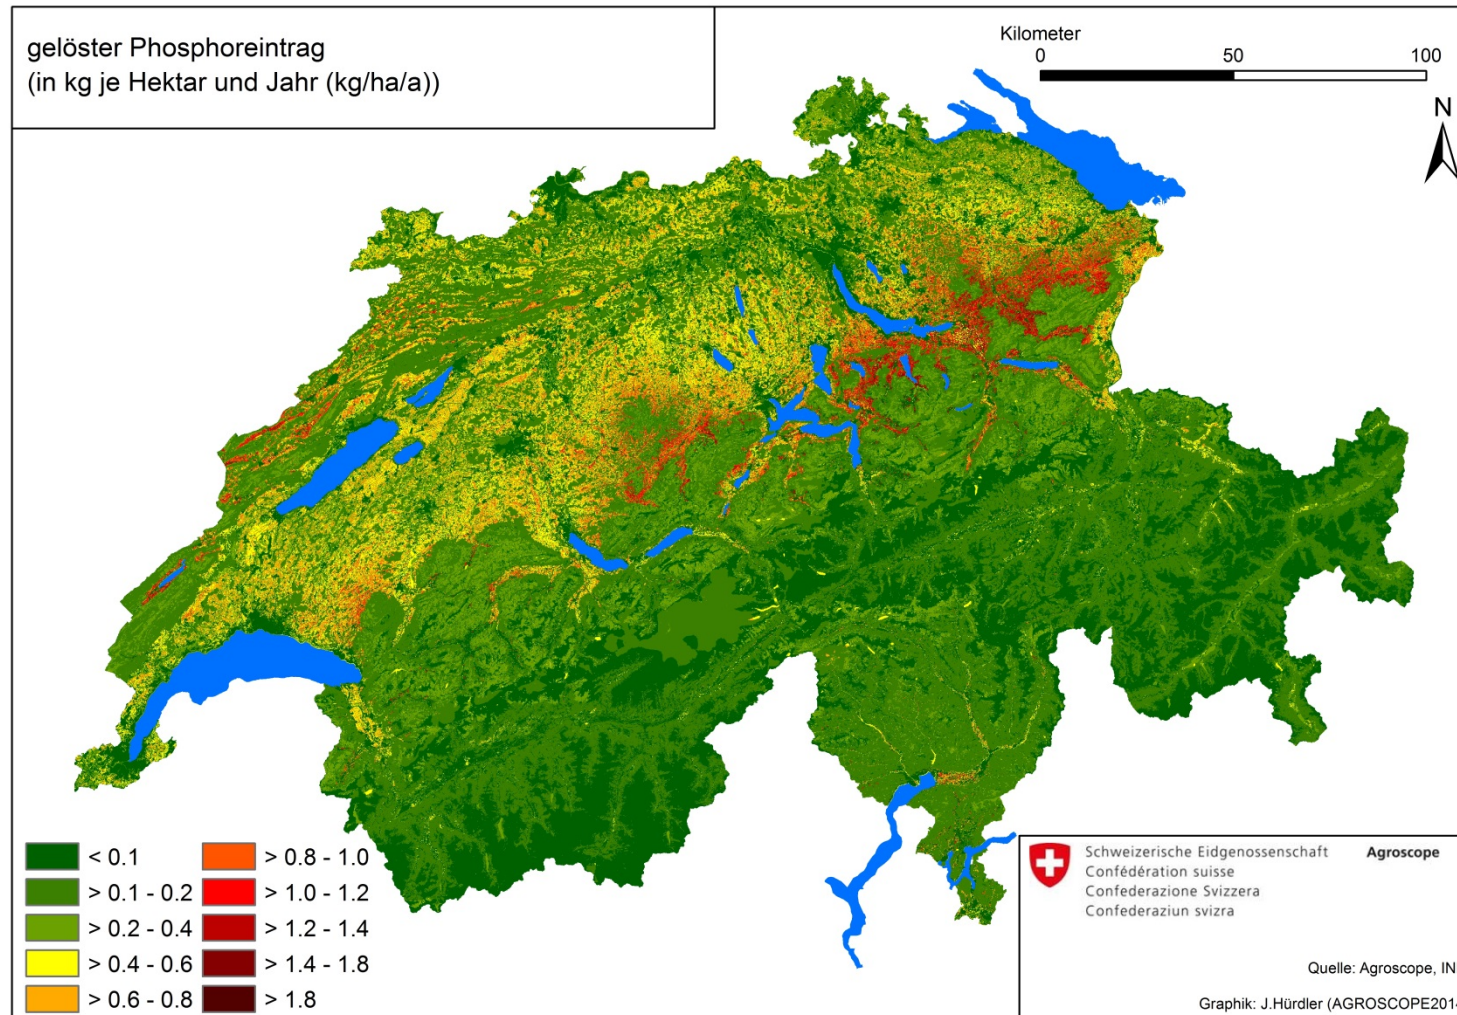 gelöster Phosphoreintrag
(in kg je Hektar und Jahr (kg/ha/a))
Kilometer
0 50 100
N
< 0.1
> 0.1 - 0.2
> 0.2 - 0.4
> 0.4 - 0.6
> 0.6 - 0.8
> 0.8 - 1.0
> 1.0 - 1.2
> 1.2 - 1.4
> 1.4 - 1.8
> 1.8
Schweizerische Eidgenossenschaft
Confédération suisse
Confederazione Svizzera
Confederaziun svizra
Agroscope
Quelle: Agroscope, IN
Graphik: J.Hürdler (AGROSCOPE201